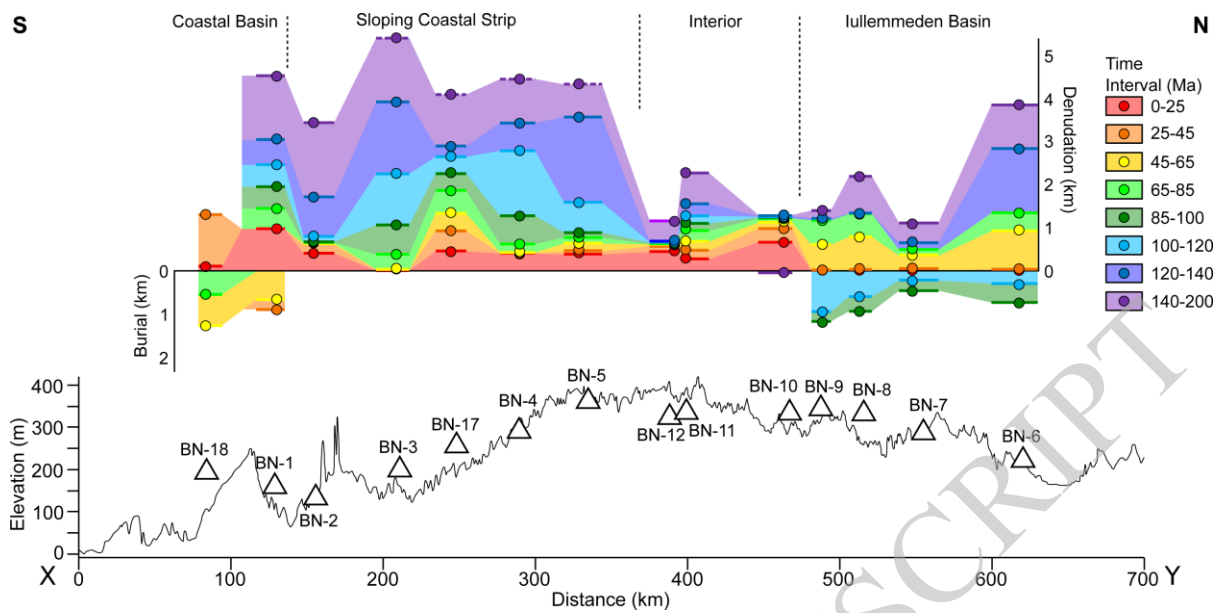 S
Coastal Basin
Sloping Coastal Strip
Interior
Iullemmeden Basin
N
5
4
3
2
1
0
Denudation (km)
0
1
2
Burial (km)
Time
Interval (Ma)
0-25
25-45
45-65
65-85
85-100
100-120
120-140
140-200
400
300
200
100
0
Elevation (m)
BN-18
BN-1
BN-2
BN-3
BN-17
BN-4
BN-5
BN-12
BN-11
BN-10
BN-9
BN-8
BN-7
BN-6
X
0
100
200
300
400
500
600
700
Y
Distance (km)
SCRIPT